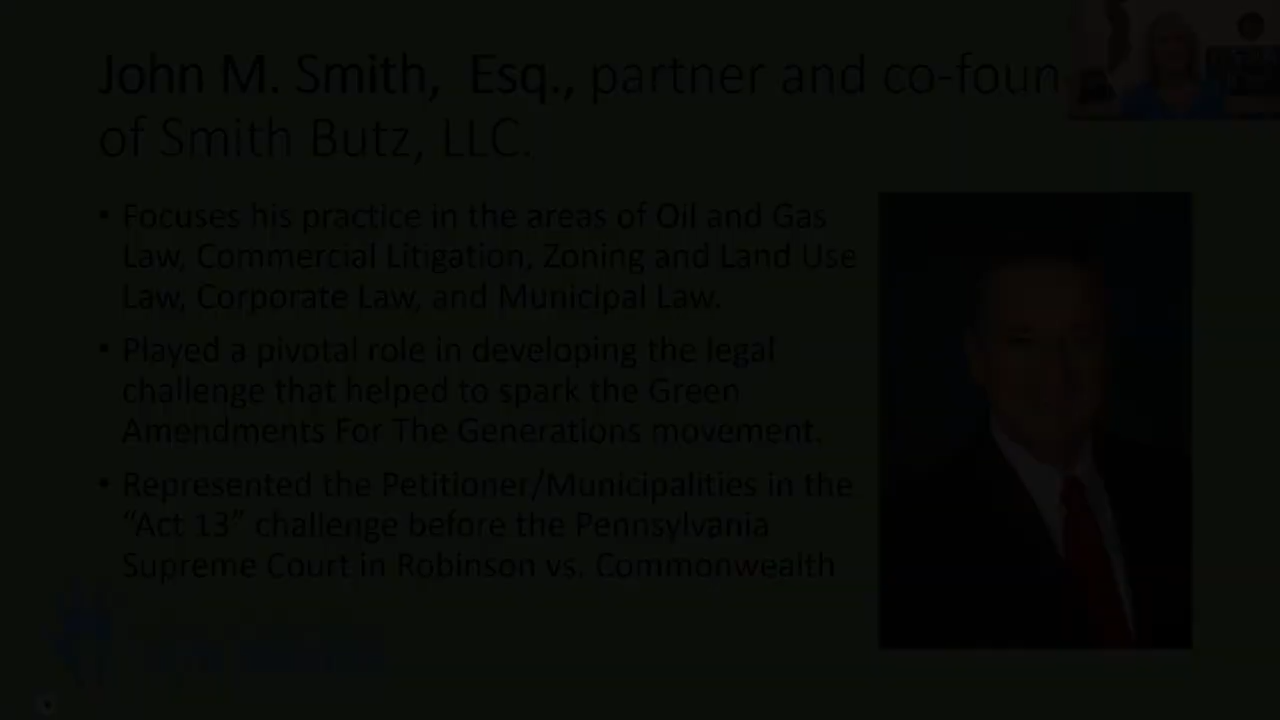 John M. Smith, Esq., partner and co-foun
of Smith Butz, LLC.
• Focuses his practice in the areas of Oil and Gas
Law, Commercial Litigation, Zoning and Land Use
Law, Corporate Law, and Municipal Law.
• Played a pivotal role in developing the legal
challenge that helped to spark the Green
Amendments For The Generations movement.
• Represented the Petitioner/Municipalities in the
“Act 13” challenge before the Pennsylvania
Supreme Court in Robinson vs. Commonwealth